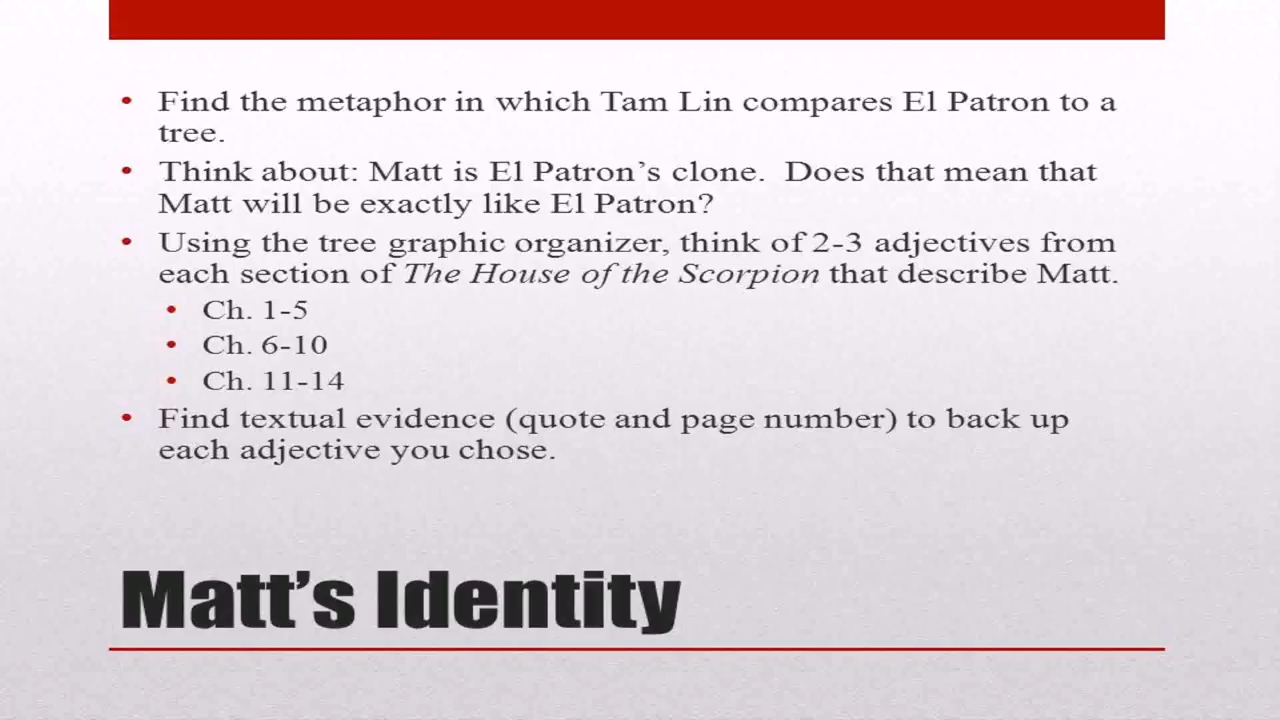 • Find the metaphor in which Tam Lin compares El Patron to a
tree.
• Think about: Matt is El Patron’s clone.  Does that mean that
Matt will be exactly like El Patron?
• Using the tree graphic organizer, think of 2-3 adjectives from
each section of The House of the Scorpion that describe Matt.
• Ch. 1-5
• Ch. 6-10
• Ch. 11-14
• Find textual evidence (quote and page number) to back up
each adjective you chose.
Matt’s Identity